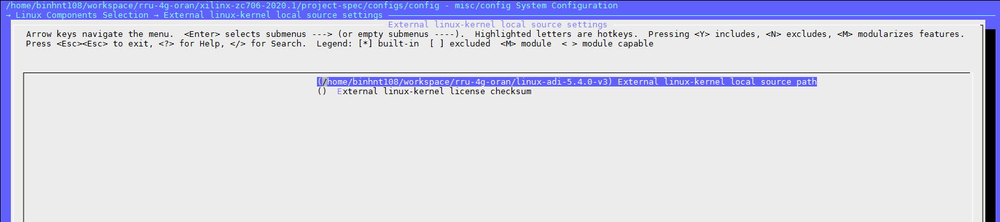 /home/binhnt108/workspace/rru-4g-oran/xilinx-zc706-2020.1/project-spec/configs/config - misc/config System Configuration
→ Linux Components Selection → External linux-kernel local source settings
External linux-kernel local source settings
Arrow keys navigate the menu.  <Enter> selects submenus ---> (or empty submenus ----).  Highlighted letters are hotkeys.  Pressing <Y> includes, <N> excludes, <M> modularizes features.
Press <Esc><Esc> to exit, <?> for Help, </> for Search.  Legend: [*] built-in  [ ] excluded  <M> module  < > module capable
(/home/binhnt108/workspace/rru-4g-oran/linux-adi-5.4.0-v3) External linux-kernel local source path
()  External linux-kernel license checksum